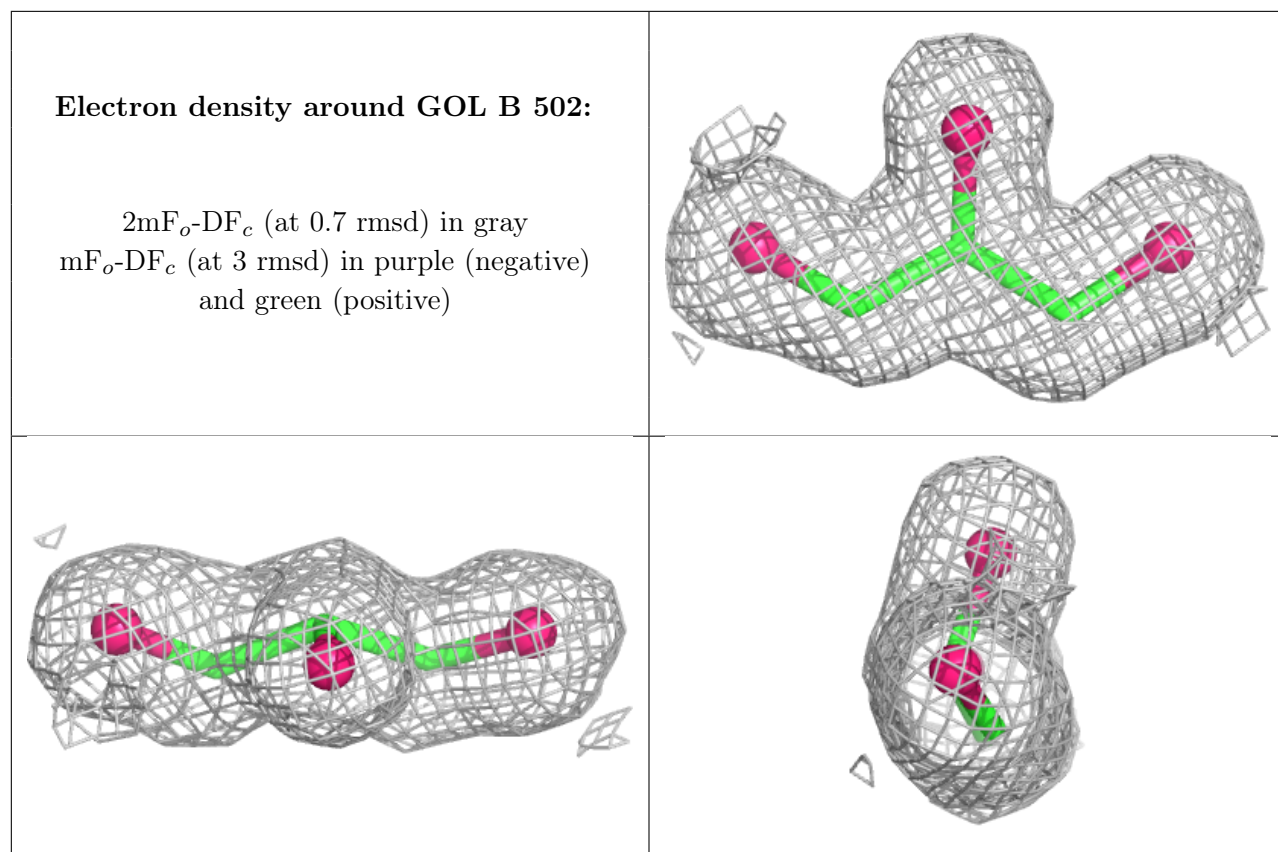 Electron density around GOL B 502:
2mFo-DFc (at 0.7 rmsd) in gray
mFo-DFc (at 3 rmsd) in purple (negative)
and green (positive)